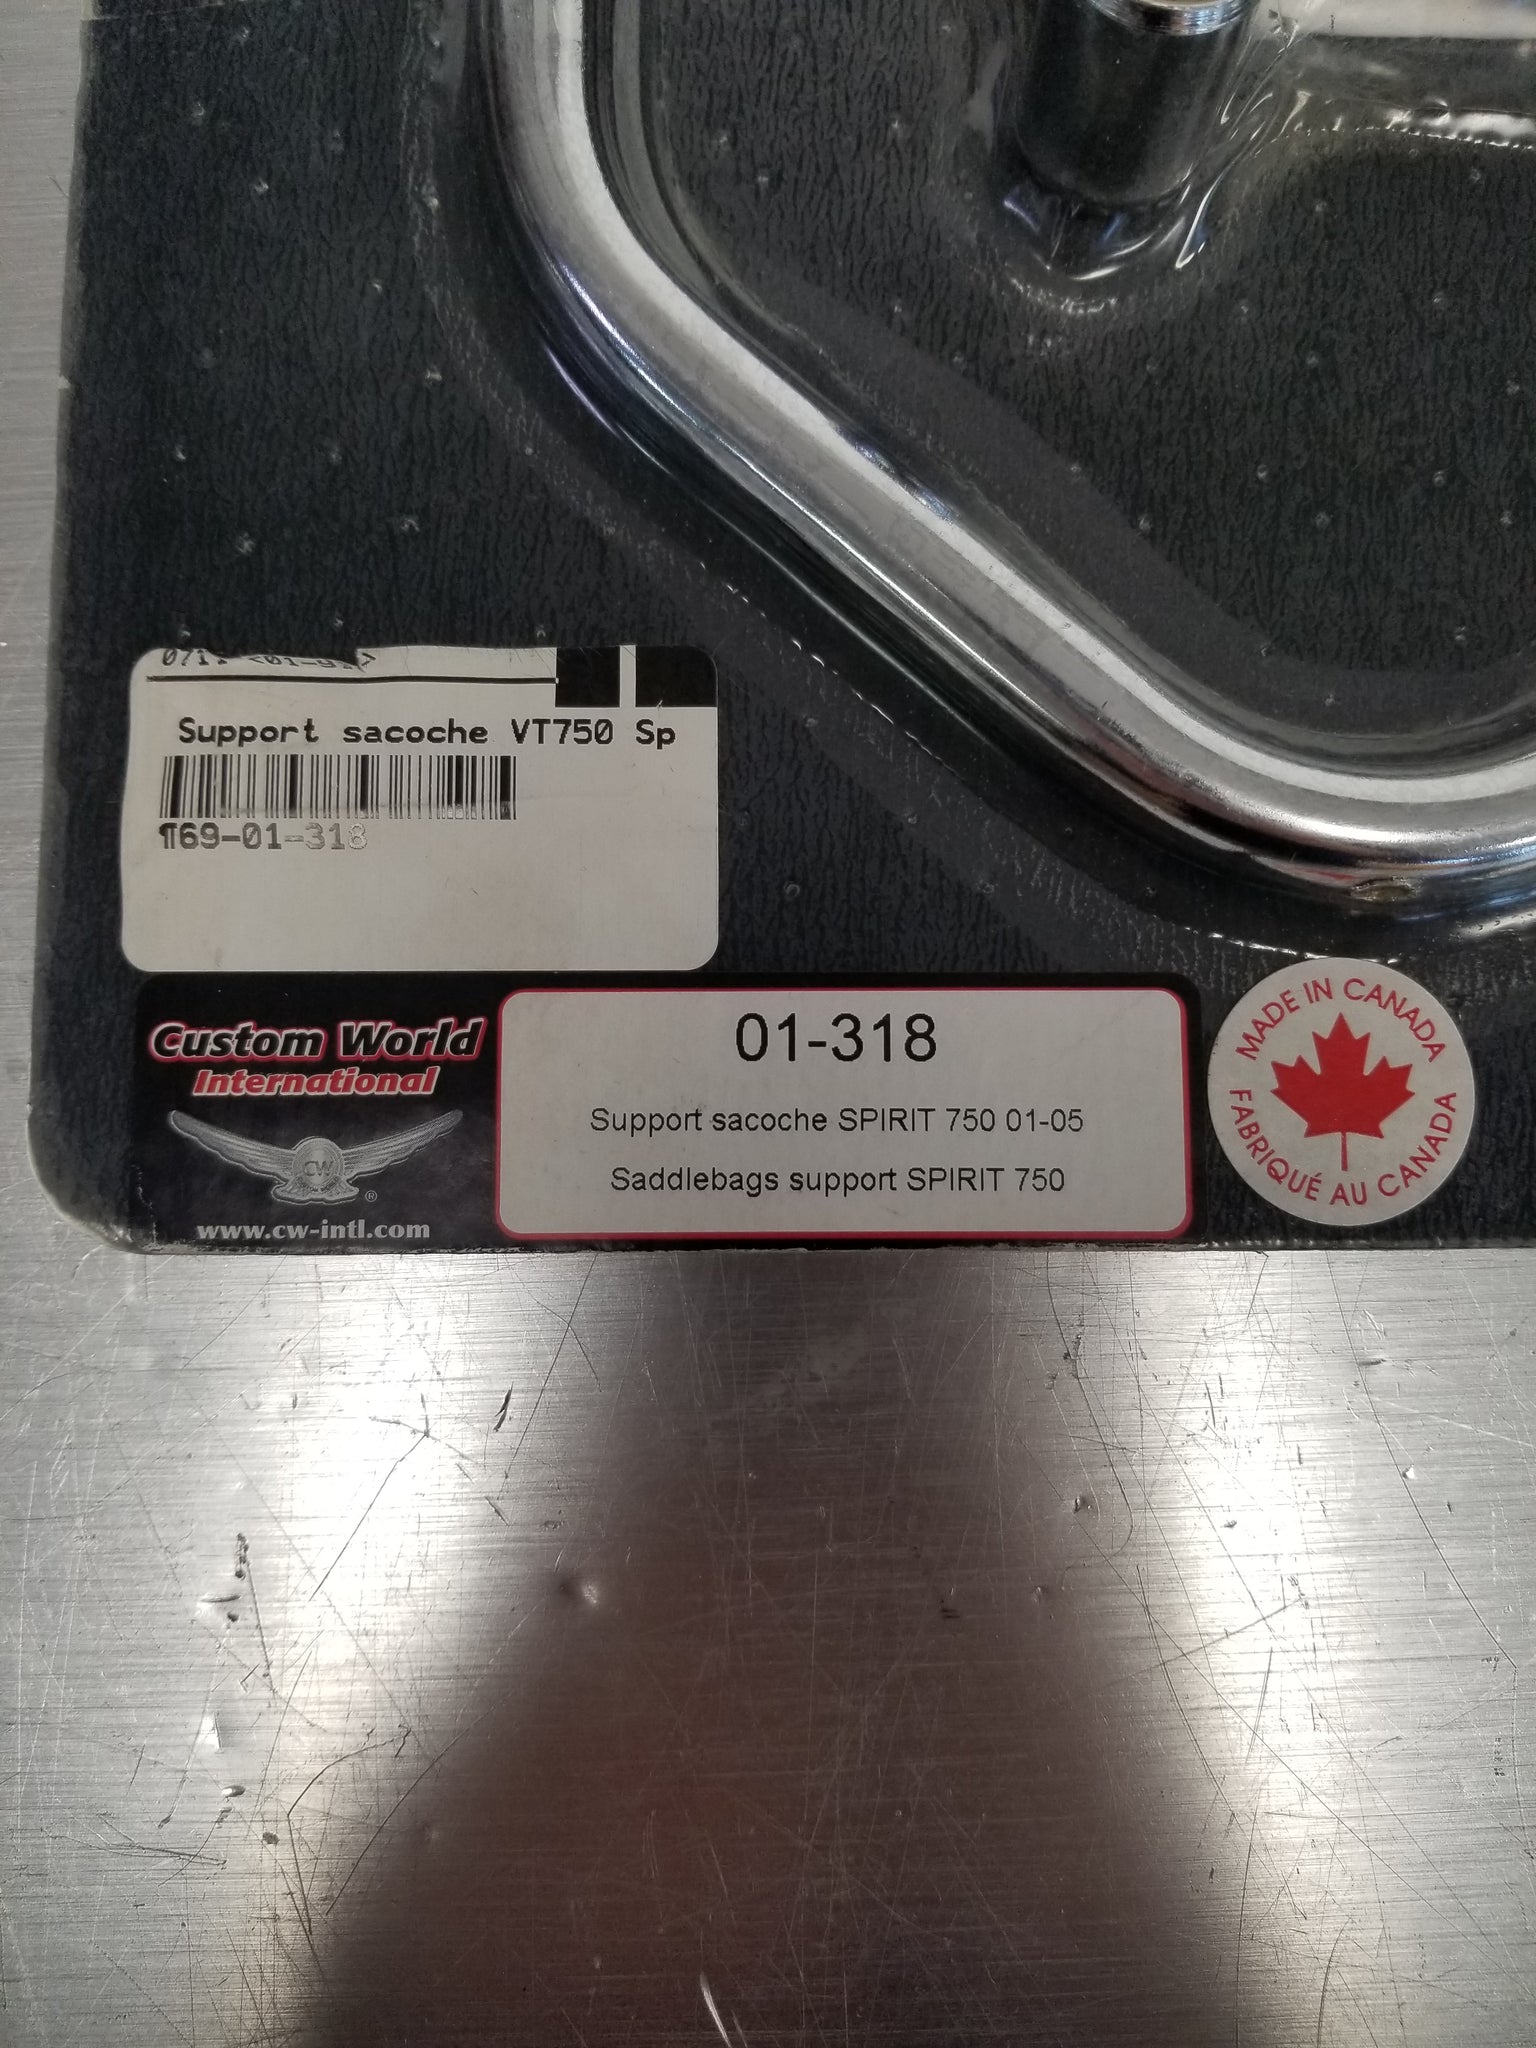 Support sacoche VT750 Sp
¶69-01-318
Custom World
International
CW
®
www.cw-intl.com
01-318
Support sacoche SPIRIT 750 01-05
Saddlebags support SPIRIT 750
MADE IN CANADA
FABRIQUÉ AU CANADA